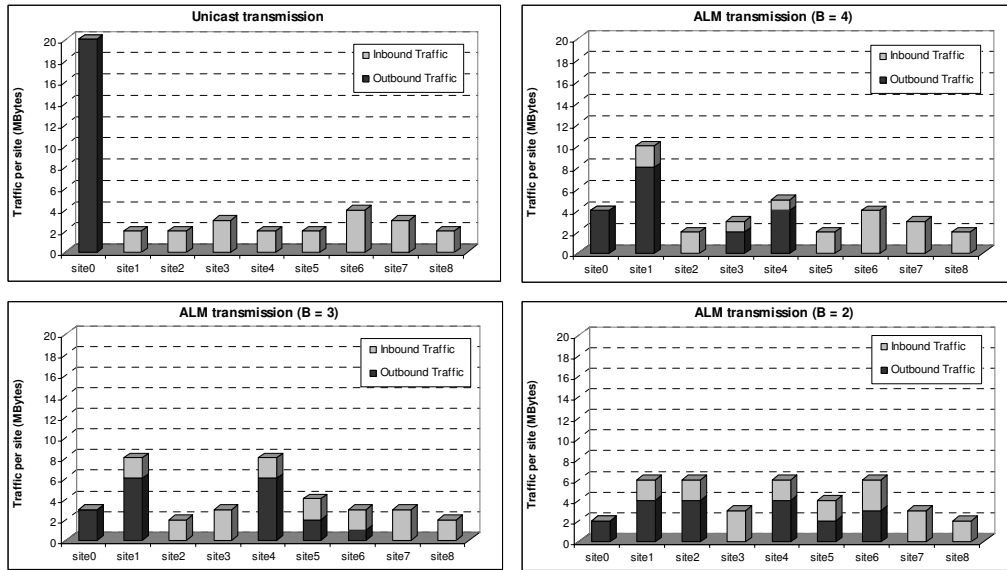 Unicast transmission
Traffic per site (MBytes)
20
18
16
14
12
10
8
6
4
2
0
Inbound Traffic
Outbound Traffic
site0 site1 site2 site3 site4 site5 site6 site7 site8
ALM transmission (B = 4)
Traffic per site (MBytes)
20
18
16
14
12
10
8
6
4
2
0
Inbound Traffic
Outbound Traffic
site0 site1 site2 site3 site4 site5 site6 site7 site8
ALM transmission (B = 3)
Traffic per site (MBytes)
20
18
16
14
12
10
8
6
4
2
0
Inbound Traffic
Outbound Traffic
site0 site1 site2 site3 site4 site5 site6 site7 site8
ALM transmission (B = 2)
Traffic per site (MBytes)
20
18
16
14
12
10
8
6
4
2
0
Inbound Traffic
Outbound Traffic
site0 site1 site2 site3 site4 site5 site6 site7 site8